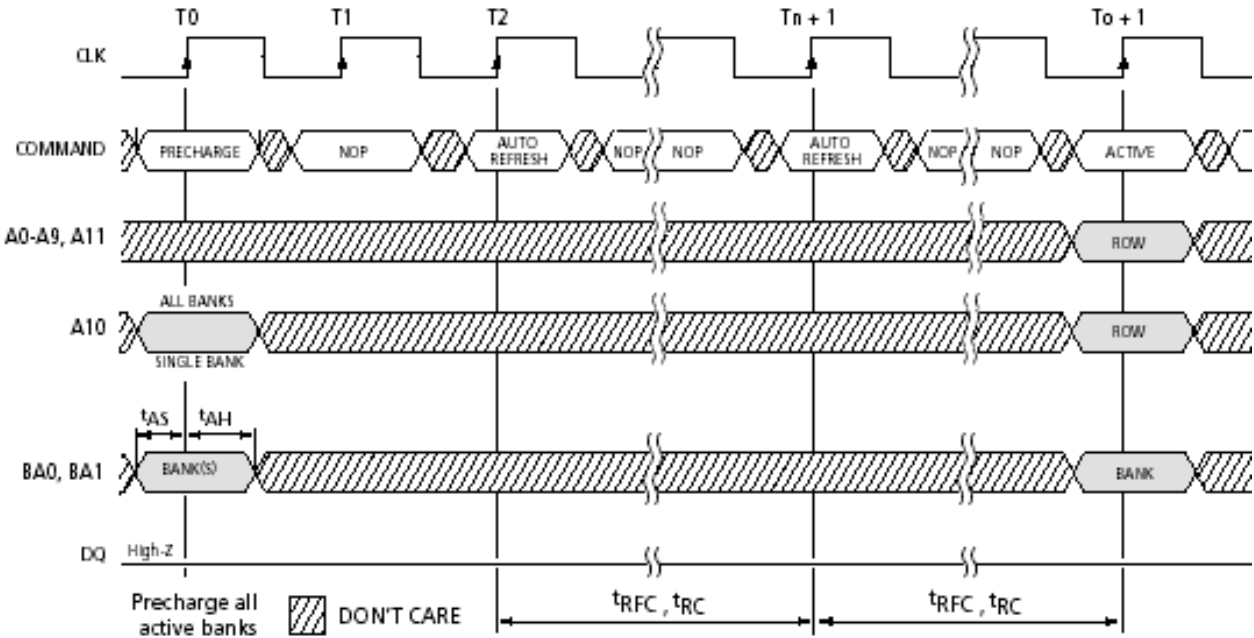 T0 T1 T2 Tn + 1 To + 1
CLK
COMMAND PRECHARGE NOP AUTO REFRESH NOP NOP AUTO REFRESH NOP NOP ACTIVE
A0-A9, A11 ROW
ALL BANKS
A10 ROW
SINGLE BANK
tAS tAH
BA0, BA1 BANK(S) BANK
DQ High-Z
Precharge all active banks DON'T CARE tRFC , tRC tRFC , tRC